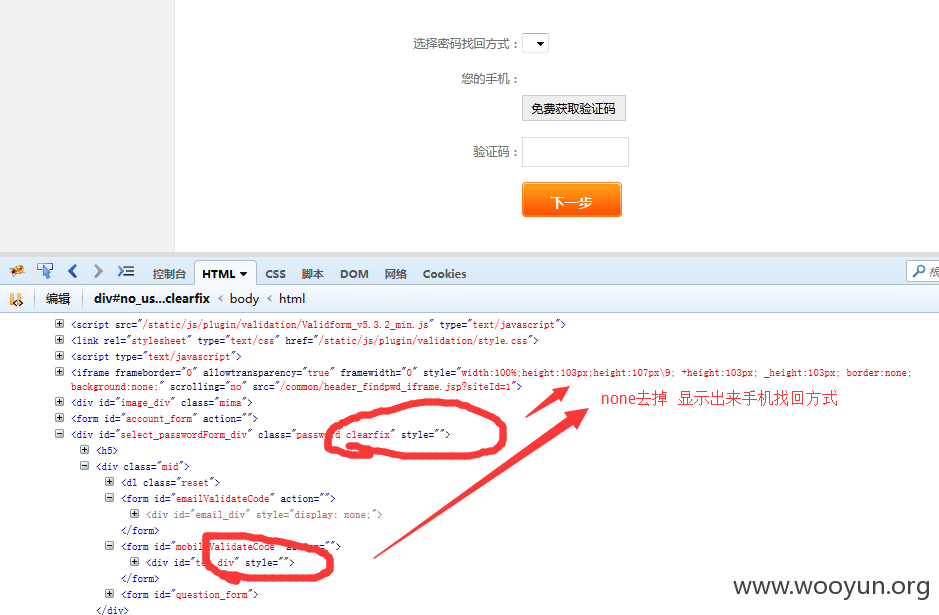 选择密码找回方式：
您的手机：
免费获取验证码
验证码：
下一步
控制台 HTML CSS 脚本 DOM 网络 Cookies
编辑 div#no_us...clearfix < body < html
<script src="/static/js/plugin/validation/Validform_v5.3.2_min.js" type="text/javascript">
<link rel="stylesheet" type="text/css" href="/static/js/plugin/validation/style.css">
<script type="text/javascript">
<iframe frameborder="0" allowtransparency="true" framewidth="0" style="width:100%;height:103px;height:107px\9; +height:103px; _height:103px; border:none;
background:none;" scrolling="no" src="/common/header_findpwd_iframe.jsp?siteId=1">
<div id="image_div" class="mima">
<form id="account_form" action="">
none去掉 显示出来手机找回方式
<div id="select_passwordForm_div" class="password clearfix" style="">
<h5>
<div class="mid">
<dl class="reset">
<form id="emailValidateCode" action="">
<div id="email_div" style="display: none;">
</form>
<form id="mobilValidateCode" action="">
<div id="te_div" style="">
</form>
<form id="question_form">
</div>
www.wooyun.org